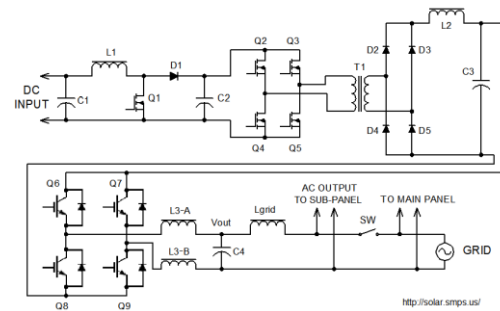 L1
D1
Q2
Q3
T1
D2
D3
L2
DC
INPUT
C1
Q1
C2
C3
Q4
Q5
D4
D5
Q6
Q7
L3-A
Vout
Lgrid
AC OUTPUT
TO SUB-PANEL
TO MAIN PANEL
SW
L3-B
C4
GRID
Q8
Q9
http://solar.smps.us/